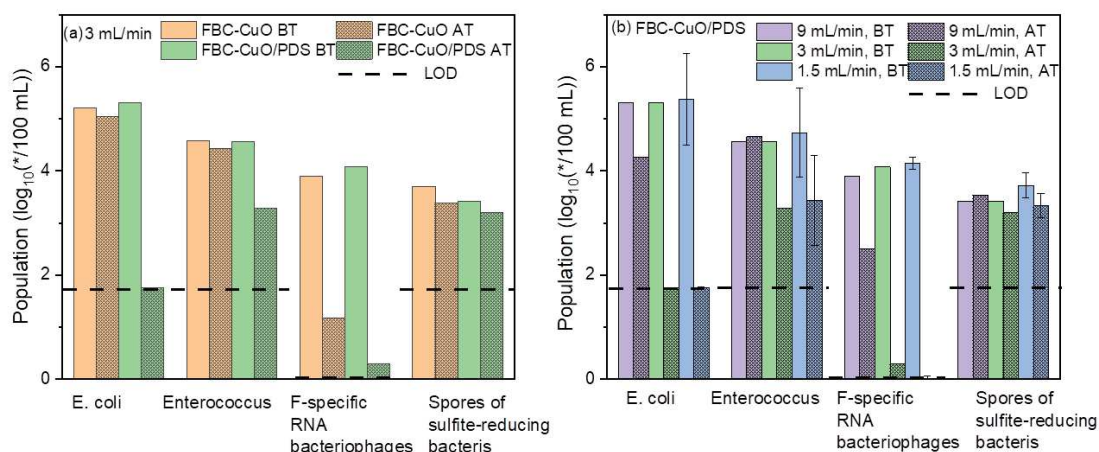 (a) 3 mL/min
FBC-CuO BT
FBC-CuO AT
FBC-CuO/PDS BT
FBC-CuO/PDS AT
LOD
Population (log10(*/100 mL))
6
4
2
0
E. coli
Enterococcus
F-specific
RNA
bacteriophages
Spores of
sulfite-reducing
bacteris
(b) FBC-CuO/PDS
9 mL/min, BT
9 mL/min, AT
3 mL/min, BT
3 mL/min, AT
1.5 mL/min, BT
1.5 mL/min, AT
LOD
Population (log10(*/100 mL))
6
4
2
0
E. coli
Enterococcus
F-specific
RNA
bacteriophages
Spores of
sulfite-reducing
bacteris